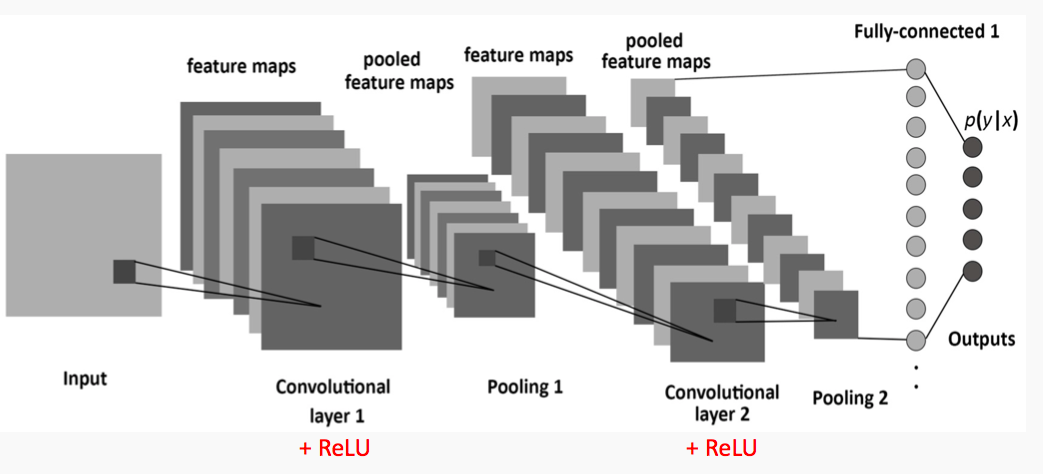 Fully-connected 1
feature maps
pooled
feature maps
feature maps
pooled
feature maps
p(y|x)
Input
Convolutional
layer 1
+ ReLU
Pooling 1
Convolutional
layer 2
+ ReLU
Pooling 2
Outputs